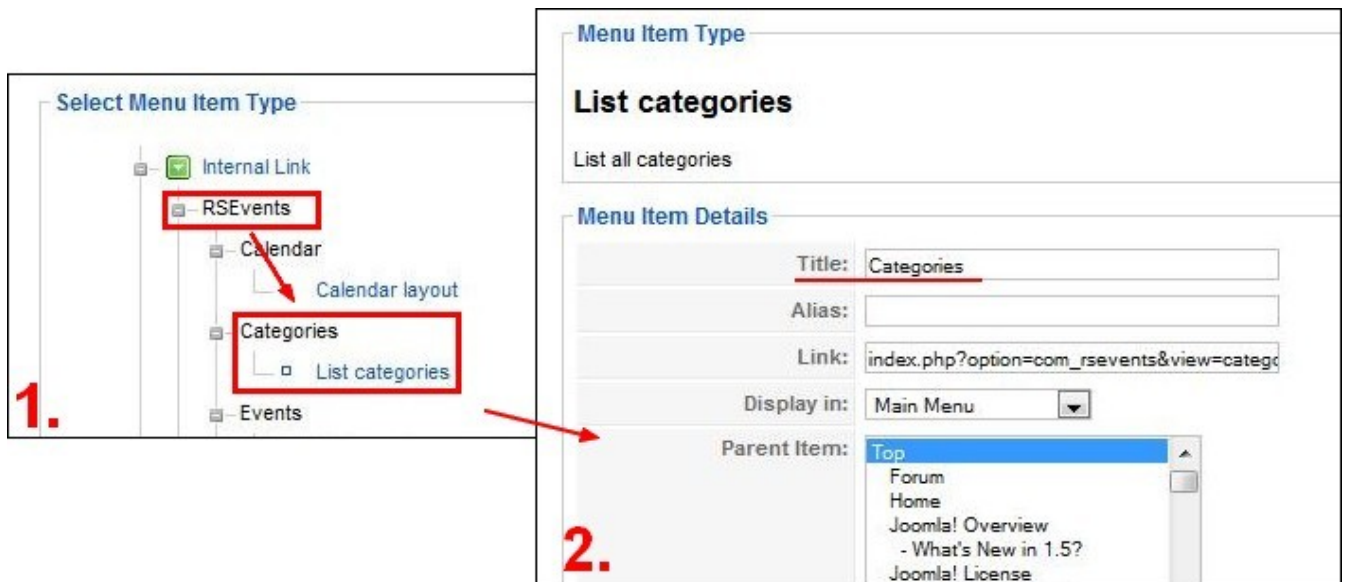 Select Menu Item Type
Internal Link
RSEvents
Calendar
Calendar layout
Categories
List categories
Events
1.
Menu Item Type
List categories
List all categories
Menu Item Details
Title: Categories
Alias:
Link: index.php?option=com_rsevents&view=catego
Display in: Main Menu
Parent Item: Top
Forum
Home
Joomla! Overview
- What's New in 1.5?
Joomla! License
2.